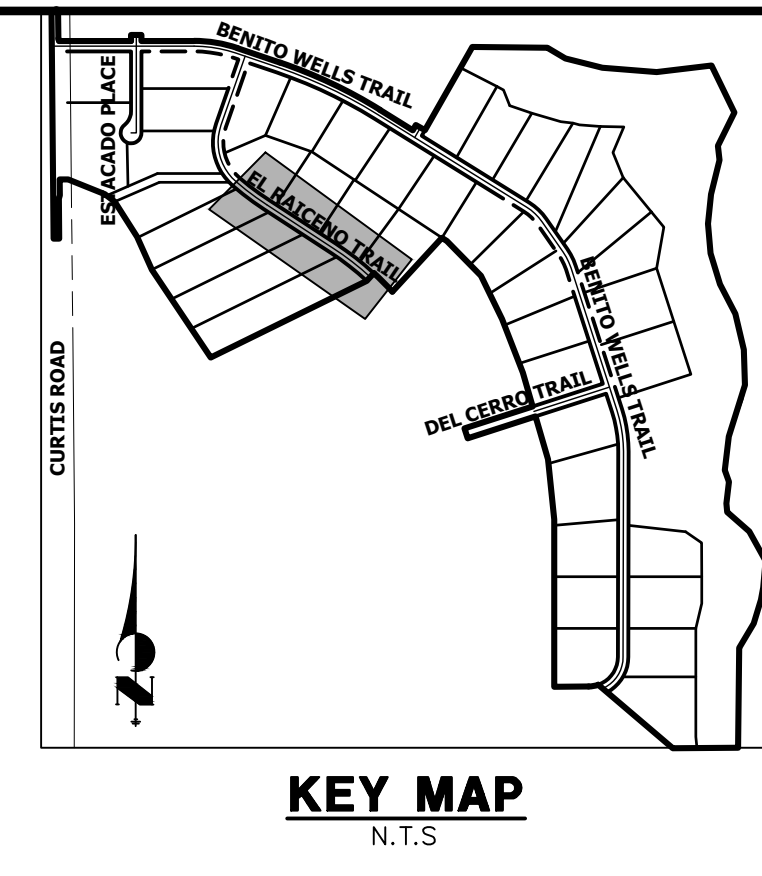 BENITO WELLS TRAIL
ESTACADO PLACE
EL RAICENO TRAIL
BENITO WELLS TRAIL
DEL CERRO TRAIL
CURTIS ROAD
N
KEY MAP
N.T.S